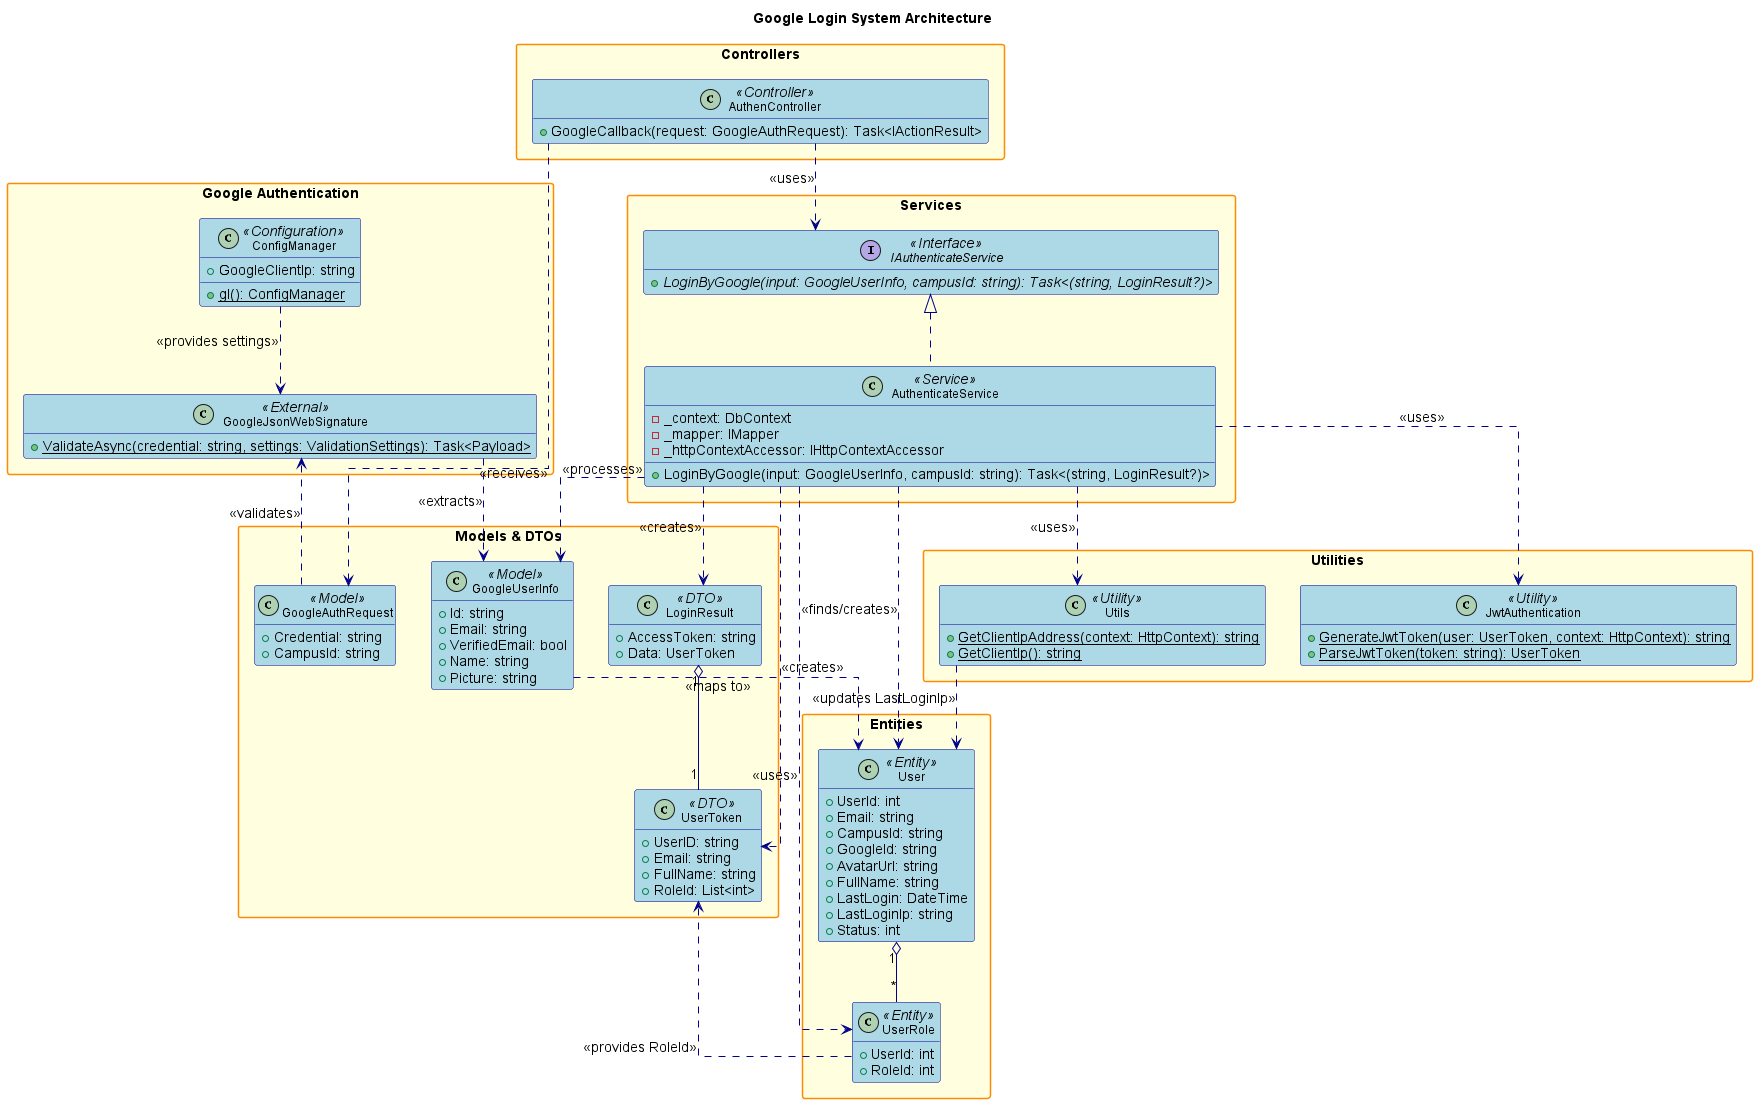 Google Login System Architecture
Controllers
C
«Controller»
AuthenController
GoogleCallback(request: GoogleAuthRequest): Task<IActionResult>
«uses»
Google Authentication
C
«Configuration»
ConfigManager
GoogleClientIp: string
gI(): ConfigManager
«provides settings»
C
«External»
GoogleJsonWebSignature
ValidateAsync(credential: string, settings: ValidationSettings): Task<Payload>
Services
I
«Interface»
IAuthenticateService
LoginByGoogle(input: GoogleUserInfo, campusId: string): Task<(string, LoginResult?)>
C
«Service»
AuthenticateService
_context: DbContext
_mapper: IMapper
_httpContextAccessor: IHttpContextAccessor
LoginByGoogle(input: GoogleUserInfo, campusId: string): Task<(string, LoginResult?)>
«uses»
«receives»
«processes»
«extracts»
«validates»
«creates»
«uses»
Models & DTOs
C
«Model»
GoogleAuthRequest
Credential: string
CampusId: string
C
«Model»
GoogleUserInfo
Id: string
Email: string
VerifiedEmail: bool
Name: string
Picture: string
C
«DTO»
LoginResult
AccessToken: string
Data: UserToken
«finds/creates»
Utilities
C
«Utility»
Utils
GetClientIpAddress(context: HttpContext): string
GetClientIp(): string
C
«Utility»
JwtAuthentication
GenerateJwtToken(user: UserToken, context: HttpContext): string
ParseJwtToken(token: string): UserToken
«creates»
1
«maps to»
«updates LastLoginIp»
1
«uses»
C
«DTO»
UserToken
UserID: string
Email: string
FullName: string
RoleId: List<int>
Entities
C
«Entity»
User
UserId: int
Email: string
CampusId: string
GoogleId: string
AvatarUrl: string
FullName: string
LastLogin: DateTime
LastLoginIp: string
Status: int
1
*
C
«Entity»
UserRole
UserId: int
RoleId: int
«provides RoleId»